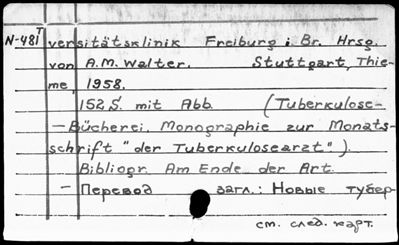 N-481т versitätsklinik Freiburg i. Br. Hrsg.
von A.M. Walter. Stuttgart, Thie-
me, 1958.
152 S. mit Abb. (Tuberkulose-
-Bücherei. Monographie zur Monats-
schrift "der Tuberkulosearzt").
Bibliogr. Am Ende der Art.
- Перевод загл.: Новые тубер-
см. след. карт.